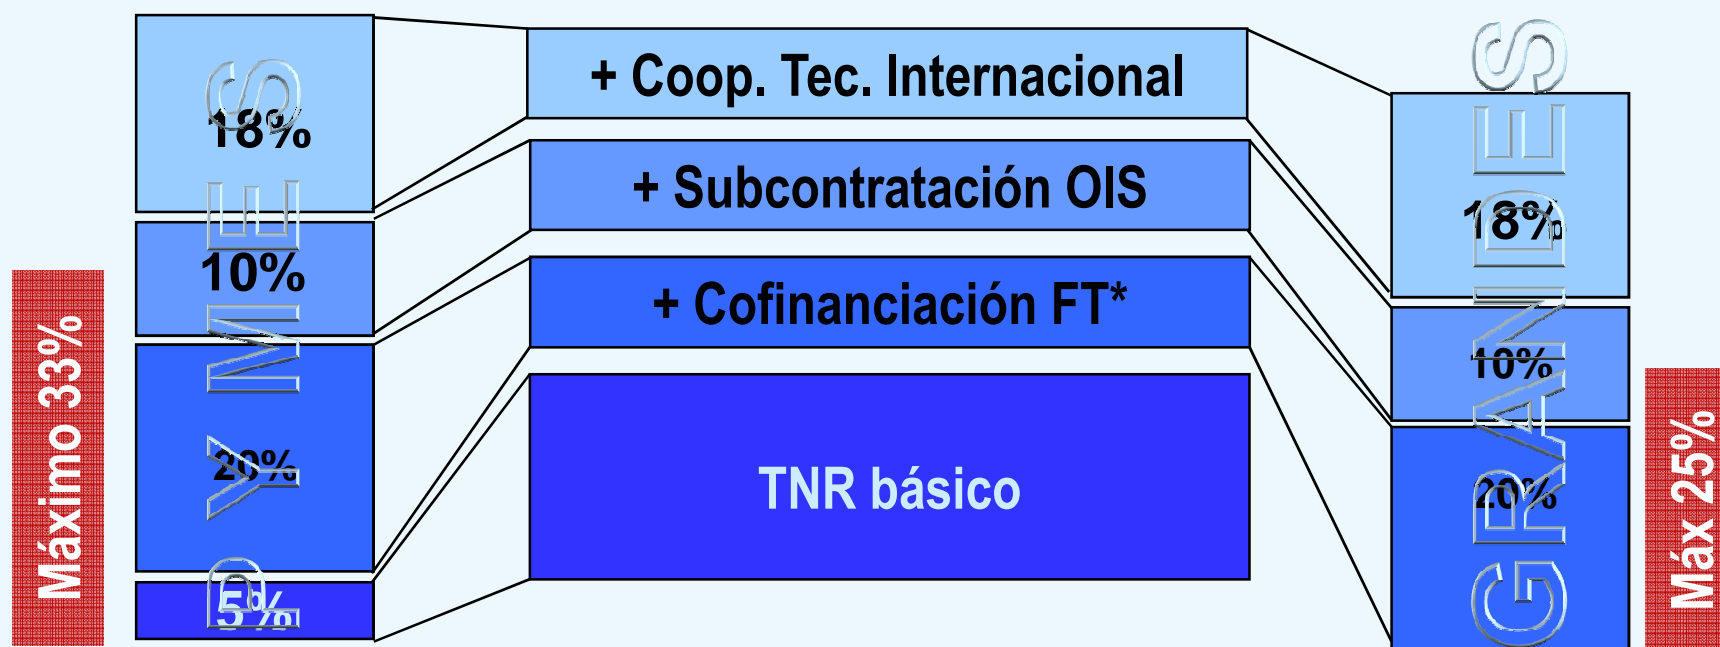 Máximo 33%
PYMES
18%
10%
20%
5%
+ Coop. Tec. Internacional
+ Subcontratación OIS
+ Cofinanciación FT*
TNR básico
GRANDES
18%
10%
20%
Máx 25%